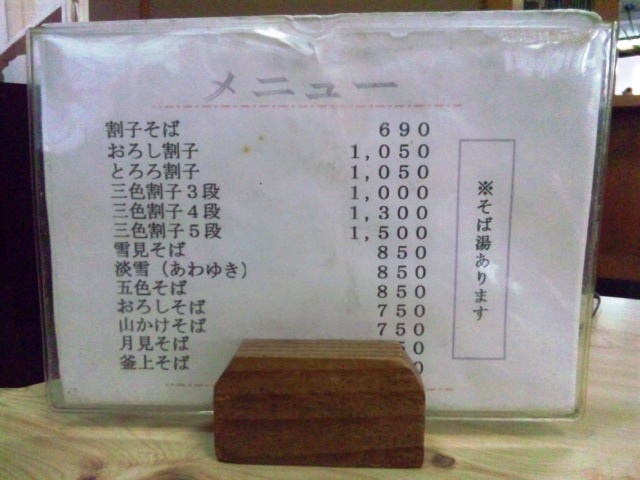 メニュー
割子そば 690
おろし割子 1,050
とろろ割子 1,050
三色割子3段 1,000
三色割子4段 1,300
三色割子5段 1,500
雪見そば 850
淡雪（あわゆき） 850
五色そば 850
おろしそば 750
山かけそば 750
月見そば
釜上そば
※そば湯あります